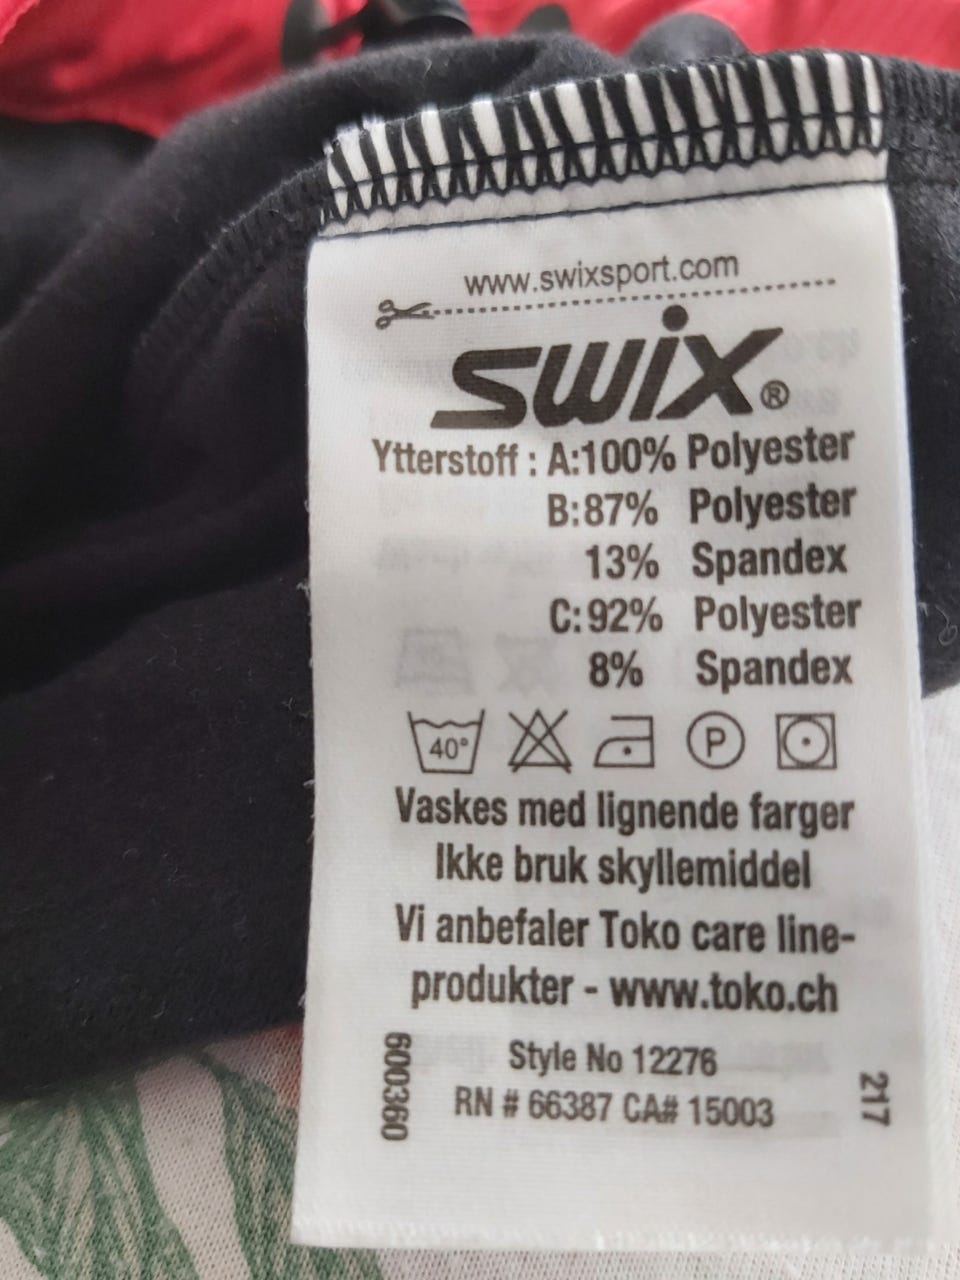 www.swixsport.com
swix®
Ytterstoff : A:100% Polyester
B:87% Polyester
13% Spandex
C:92% Polyester
8% Spandex
40° P
Vaskes med lignende farger
Ikke bruk skyllemiddel
Vi anbefaler Toko care line-
produkter - www.toko.ch
Style No 12276
RN # 66387 CA# 15003
600360
217